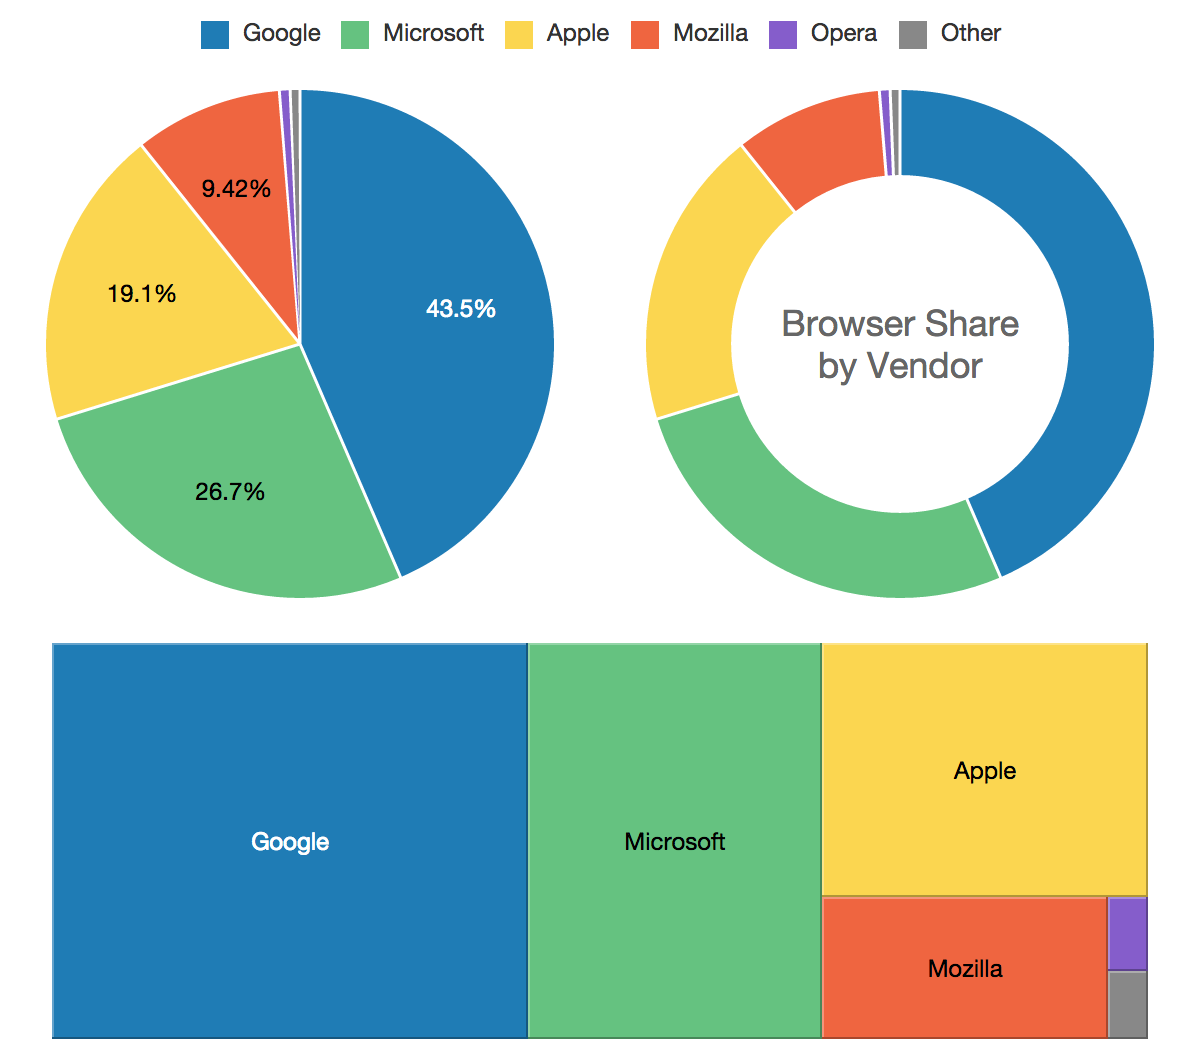 Google Microsoft Apple Mozilla Opera Other
9.42%
19.1%
43.5%
26.7%
Browser Share
by Vendor
Google
Microsoft
Apple
Mozilla